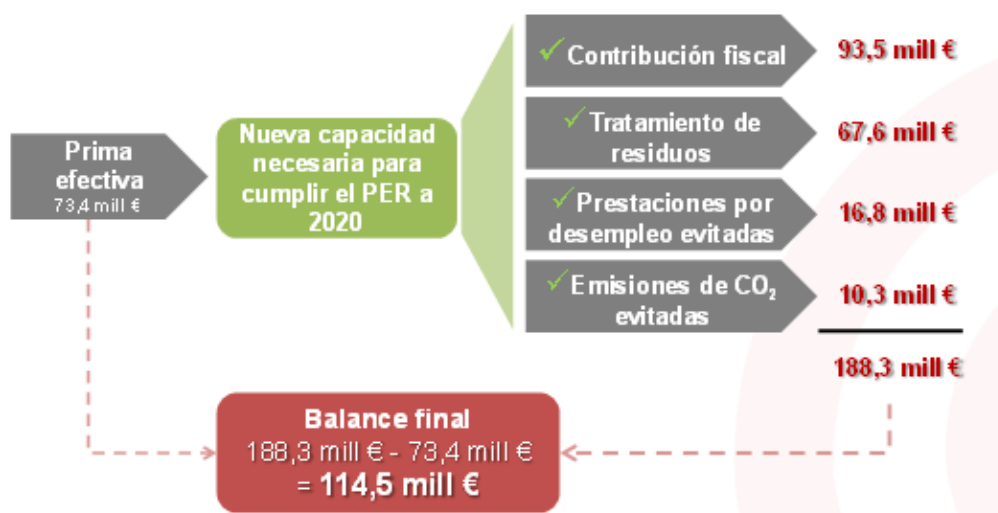 Prima
efectiva
73,4 mill €
Nueva capacidad
necesaria para
cumplir el PER a
2020
✓ Contribución fiscal
93,5 mill €
✓ Tratamiento de
residuos
67,6 mill €
✓ Prestaciones por
desempleo evitadas
16,8 mill €
✓ Emisiones de CO₂
evitadas
10,3 mill €
188,3 mill €
Balance final
188,3 mill € - 73,4 mill €
= 114,5 mill €